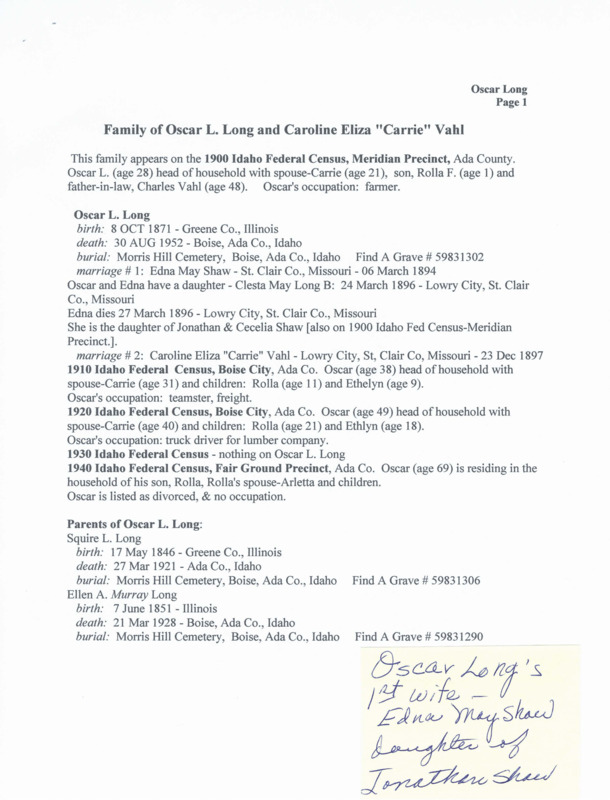 Oscar Long
Page 1
Family of Oscar L. Long and Caroline Eliza "Carrie" Vahl
This family appears on the 1900 Idaho Federal Census, Meridian Precinct, Ada County.
Oscar L. (age 28) head of household with spouse-Carrie (age 21), son, Rolla F. (age 1) and
father-in-law, Charles Vahl (age 48). Oscar's occupation: farmer.
Oscar L. Long
birth: 8 OCT 1871 - Greene Co., Illinois
death: 30 AUG 1952 - Boise, Ada Co., Idaho
burial: Morris Hill Cemetery, Boise, Ada Co., Idaho Find A Grave # 59831302
marriage # 1: Edna May Shaw - St. Clair Co., Missouri - 06 March 1894
Oscar and Edna have a daughter - Clesta May Long B: 24 March 1896 - Lowry City, St. Clair
Co., Missouri
Edna dies 27 March 1896 - Lowry City, St. Clair Co., Missouri
She is the daughter of Jonathan & Cecelia Shaw [also on 1900 Idaho Fed Census-Meridian
Precinct.].
marriage # 2: Caroline Eliza "Carrie" Vahl - Lowry City, St, Clair Co, Missouri - 23 Dec 1897
1910 Idaho Federal Census, Boise City, Ada Co. Oscar (age 38) head of household with
spouse-Carrie (age 31) and children: Rolla (age 11) and Ethelyn (age 9).
Oscar's occupation: teamster, freight.
1920 Idaho Federal Census, Boise City, Ada Co. Oscar (age 49) head of household with
spouse-Carrie (age 40) and children: Rolla (age 21) and Ethlyn (age 18).
Oscar's occupation: truck driver for lumber company.
1930 Idaho Federal Census - nothing on Oscar L. Long
1940 Idaho Federal Census, Fair Ground Precinct, Ada Co. Oscar (age 69) is residing in the
household of his son, Rolla, Rolla's spouse-Arletta and children.
Oscar is listed as divorced, & no occupation.
Parents of Oscar L. Long:
Squire L. Long
birth: 17 May 1846 - Greene Co., Illinois
death: 27 Mar 1921 - Ada Co., Idaho
burial: Morris Hill Cemetery, Boise, Ada Co., Idaho Find A Grave # 59831306
Ellen A. Murray Long
birth: 7 June 1851 - Illinois
death: 21 Mar 1928 - Boise, Ada Co., Idaho
burial: Morris Hill Cemetery, Boise, Ada Co., Idaho Find A Grave # 59831290
Oscar Long's
1st wife -
Edna May Shaw
daughter of
Jonathan Shaw